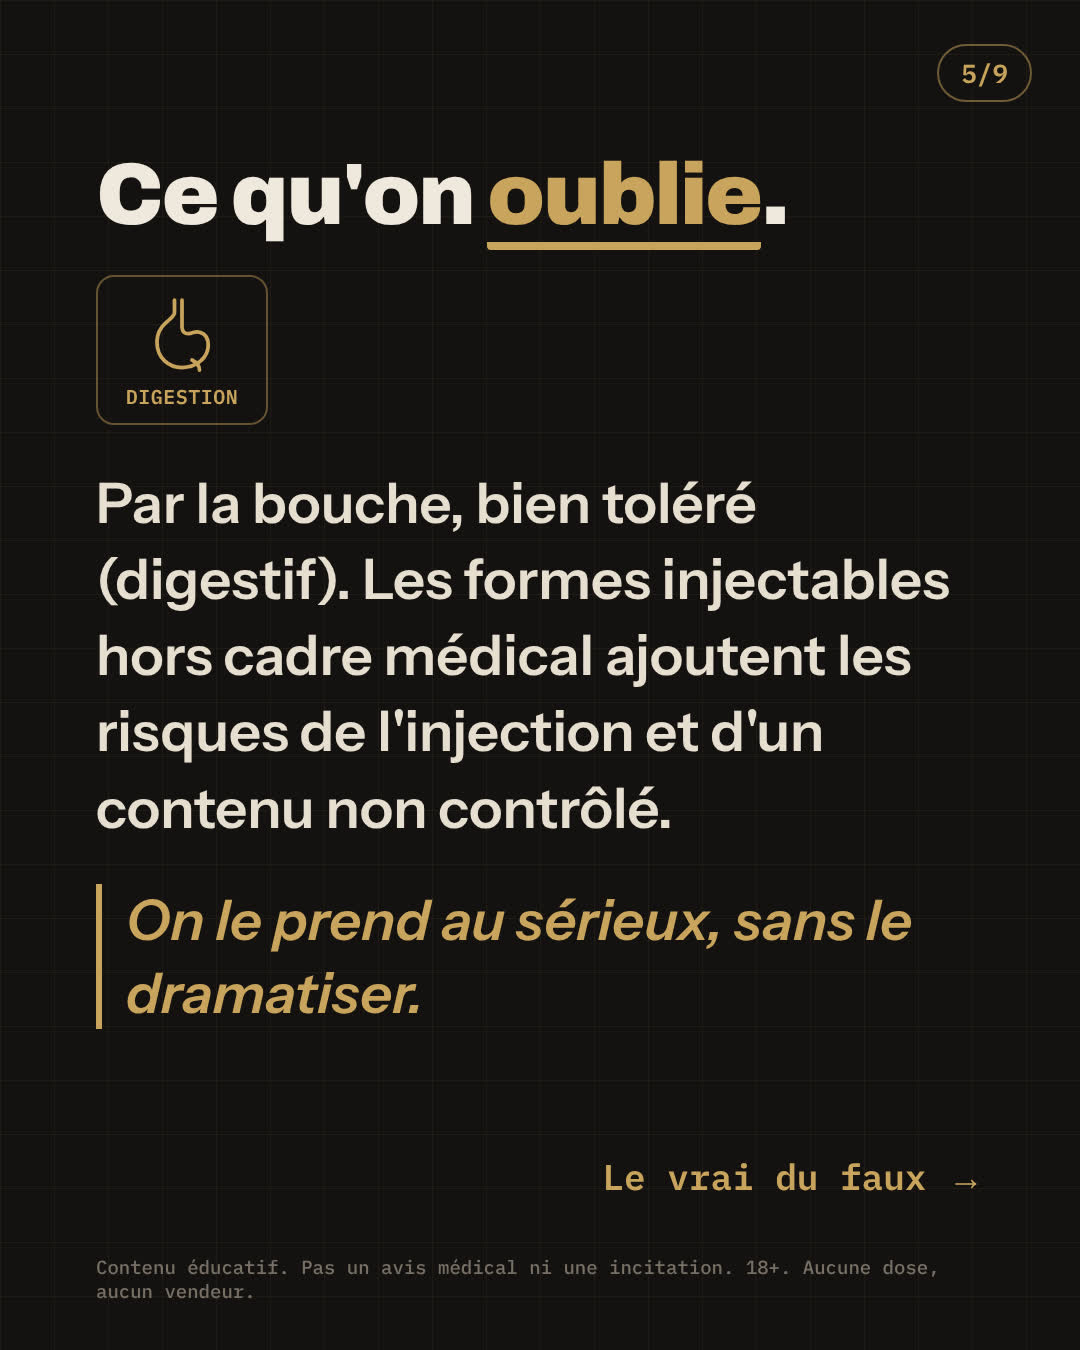 5/9
Ce qu'on oublie.
DIGESTION
Par la bouche, bien toléré
(digestif). Les formes injectables
hors cadre médical ajoutent les
risques de l'injection et d'un
contenu non contrôlé.
On le prend au sérieux, sans le
dramatiser.
Le vrai du faux →
Contenu éducatif. Pas un avis médical ni une incitation. 18+. Aucune dose,
aucun vendeur.